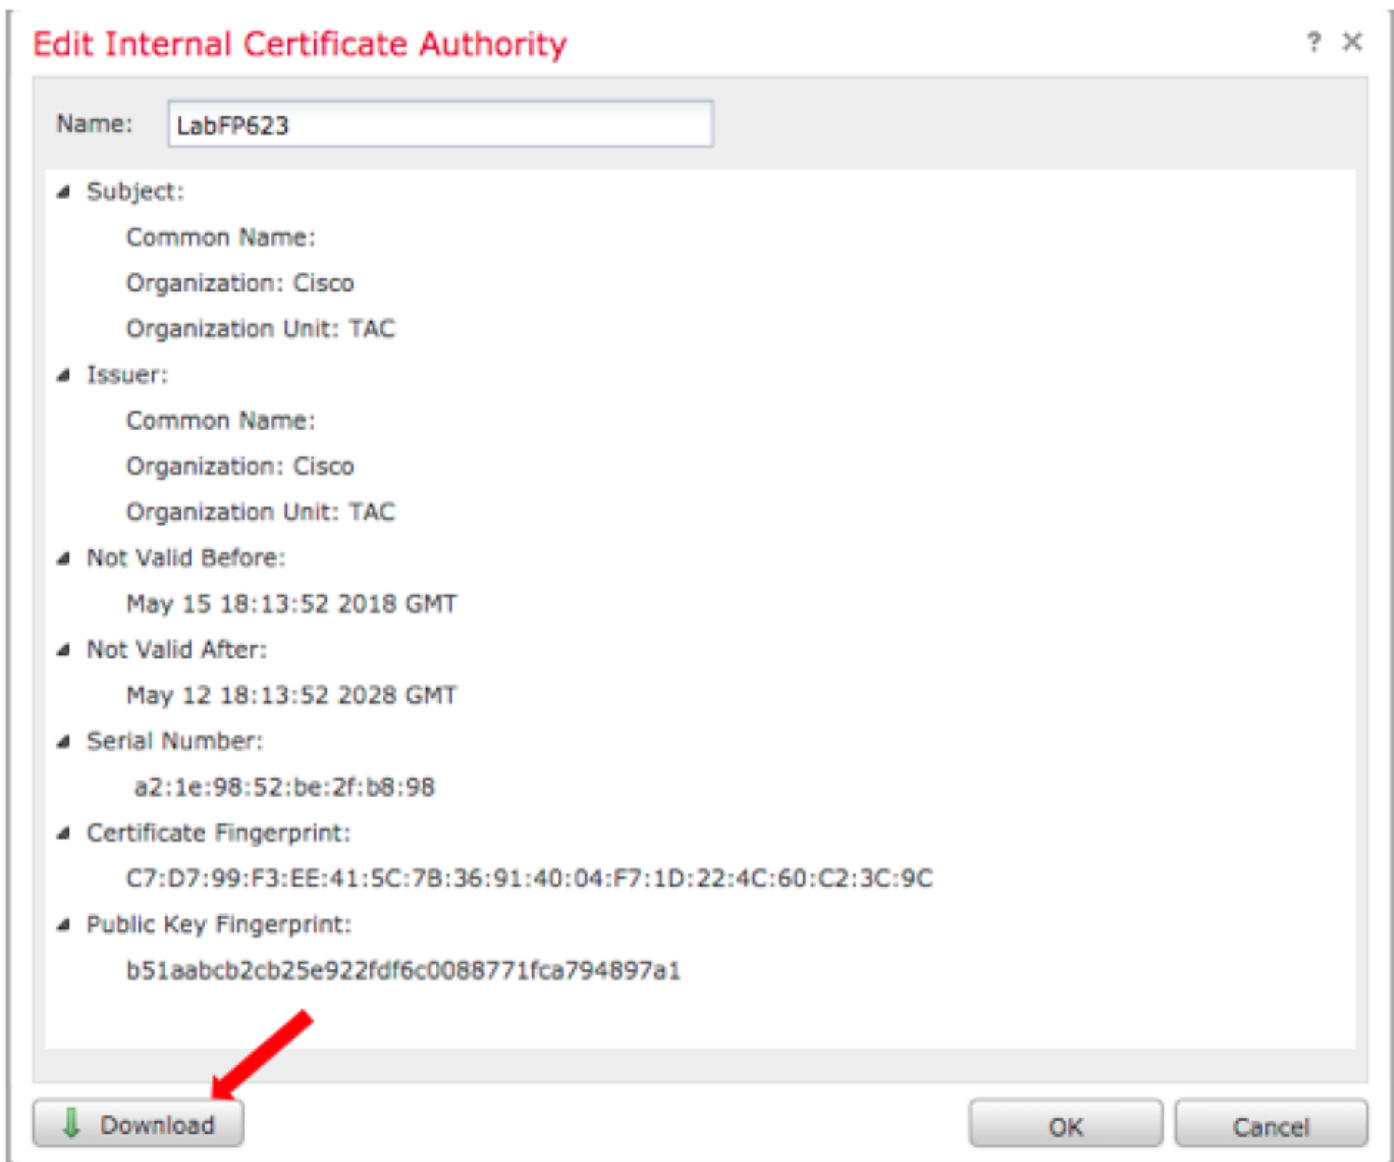 Edit Internal Certificate Authority
? ✕
Name: LabFP623
Subject:
Common Name:
Organization: Cisco
Organization Unit: TAC
Issuer:
Common Name:
Organization: Cisco
Organization Unit: TAC
Not Valid Before:
May 15 18:13:52 2018 GMT
Not Valid After:
May 12 18:13:52 2028 GMT
Serial Number:
a2:1e:98:52:be:2f:b8:98
Certificate Fingerprint:
C7:D7:99:F3:EE:41:5C:7B:36:91:40:04:F7:1D:22:4C:60:C2:3C:9C
Public Key Fingerprint:
b51aabcb2cb25e922fdf6c0088771fca794897a1
Download OK Cancel